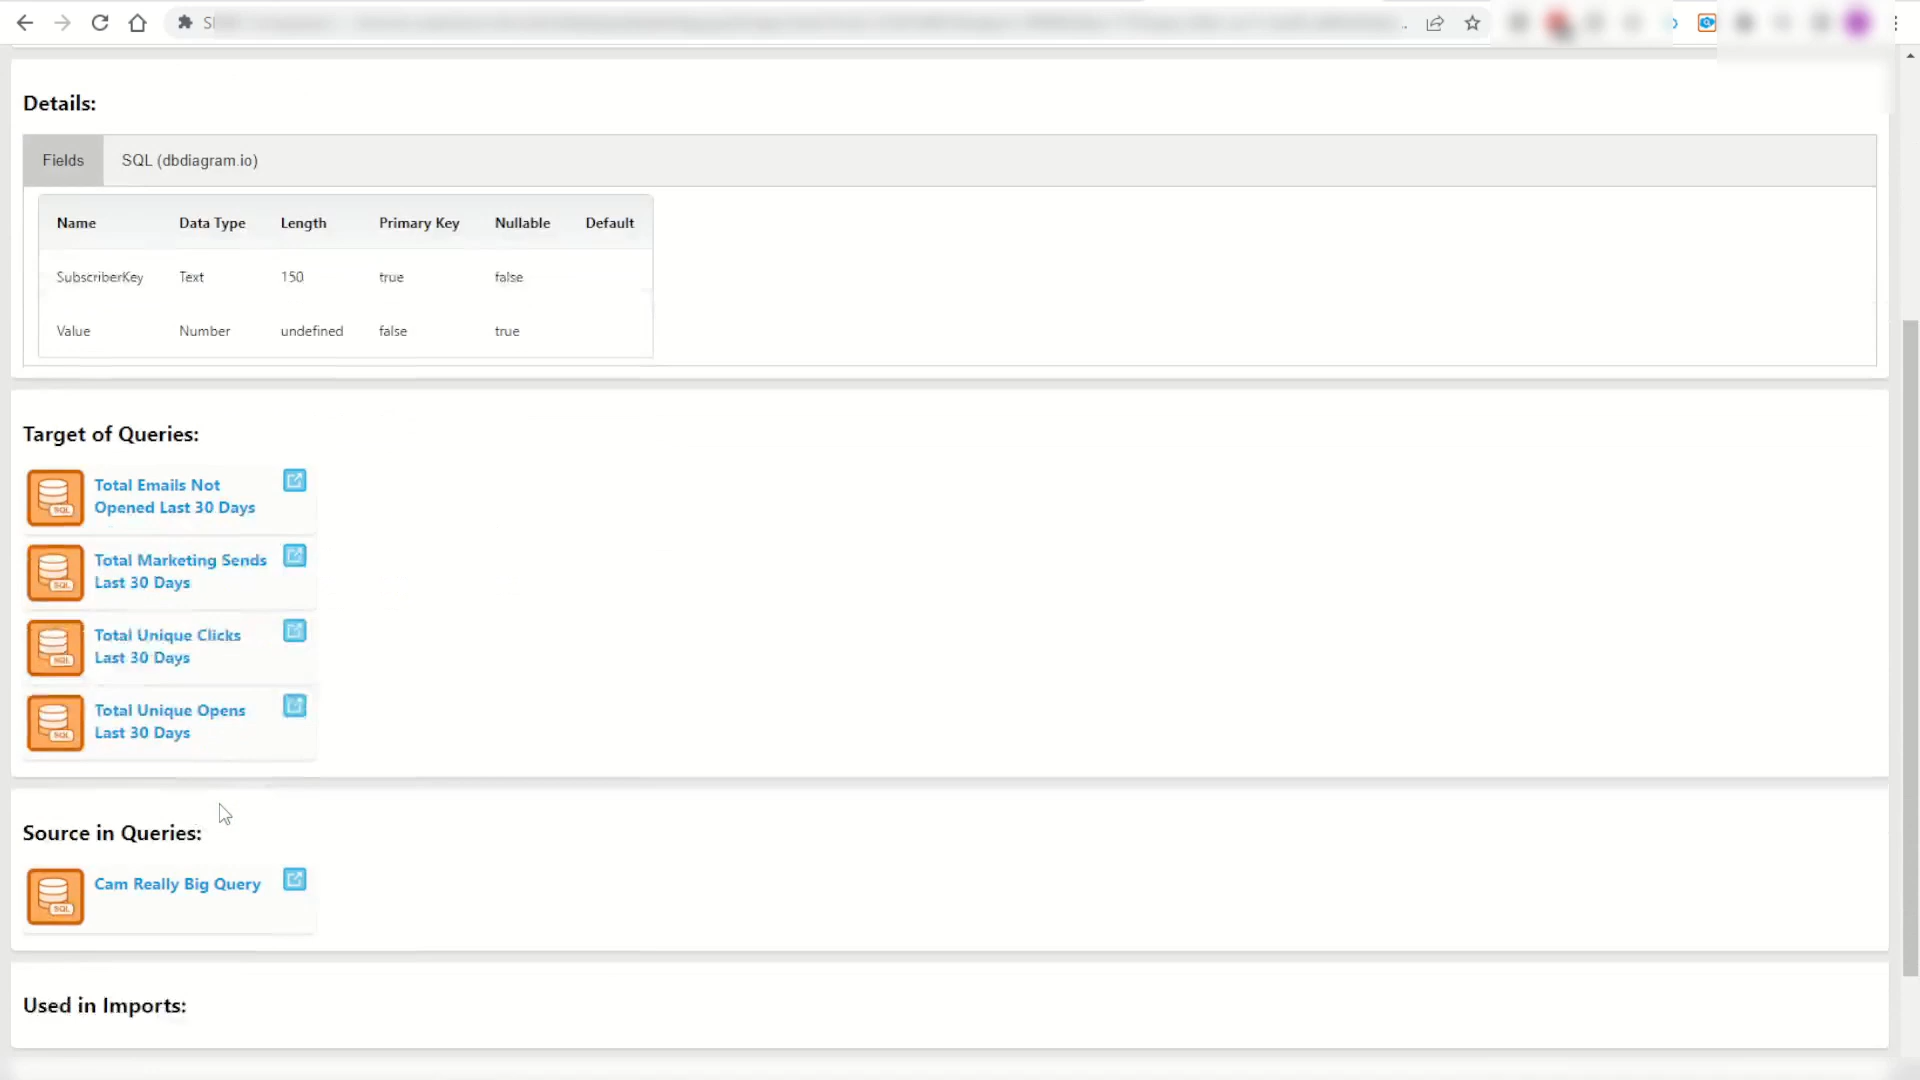 Details:
Fields SQL (dbdiagram.io)
Name Data Type Length Primary Key Nullable Default
SubscriberKey Text 150 true false
Value Number undefined false true
Target of Queries:
Total Emails Not
Opened Last 30 Days
Total Marketing Sends
Last 30 Days
Total Unique Clicks
Last 30 Days
Total Unique Opens
Last 30 Days
Source in Queries:
Cam Really Big Query
Used in Imports: